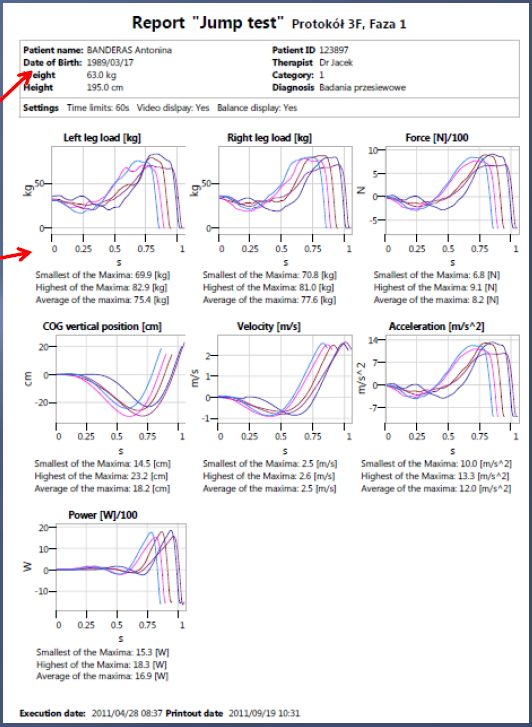 Report "Jump test" Protokół 3F, Faza 1
Patient name: BANDERAS Antonina Patient ID 123897
Date of Birth: 1989/03/17 Therapist Dr Jacek
Weight 63.0 kg Category: 1
Height 195.0 cm Diagnosis Badania przesiewowe
Settings Time limits: 60s Video dislpay: Yes Balance display: Yes
Left leg load [kg]
50
0
kg
0 0.25 0.5 0.75 1
s
Smallest of the Maxima: 69.9 [kg]
Highest of the Maxima: 82.9 [kg]
Average of the Maxima: 75.4 [kg]
Right leg load [kg]
50
0
kg
0 0.25 0.5 0.75 1
s
Smallest of the Maxima: 70.8 [kg]
Highest of the Maxima: 81.0 [kg]
Average of the Maxima: 77.6 [kg]
Force [N]/100
10
5
0
-5
N
0 0.25 0.5 0.75 1
s
Smallest of the Maxima: 6.8 [N]
Highest of the Maxima: 9.1 [N]
Average of the Maxima: 8.2 [N]
COG vertical position [cm]
20
0
-20
cm
0 0.25 0.5 0.75 1
s
Smallest of the Maxima: 14.5 [cm]
Highest of the Maxima: 23.2 [cm]
Average of the Maxima: 18.2 [cm]
Velocity [m/s]
2
1
0
-1
m/s
0 0.25 0.5 0.75 1
s
Smallest of the Maxima: 2.5 [m/s]
Highest of the Maxima: 2.6 [m/s]
Average of the Maxima: 2.5 [m/s]
Acceleration [m/s^2]
14
7
0
-7
m/s^2
0 0.25 0.5 0.75 1
s
Smallest of the Maxima: 10.0 [m/s^2]
Highest of the Maxima: 13.3 [m/s^2]
Average of the Maxima: 12.0 [m/s^2]
Power [W]/100
20
10
0
-10
W
0 0.25 0.5 0.75 1
s
Smallest of the Maxima: 15.3 [W]
Highest of the Maxima: 18.3 [W]
Average of the Maxima: 16.9 [W]
Execution date: 2011/04/28 08:37 Printout date 2011/09/19 10:31